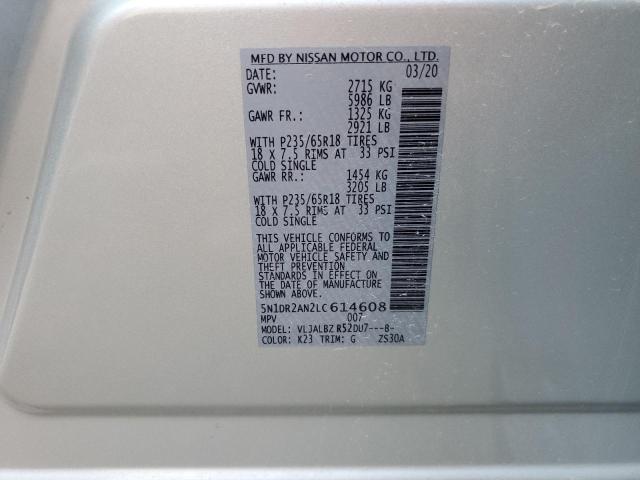 MFD BY NISSAN MOTOR CO., LTD.
DATE: 03/20
GVWR: 2715 KG
5986 LB
GAWR FR.: 1325 KG
2921 LB
WITH P235/65R18 TIRES
18 X 7.5 RIMS AT 33 PSI
COLD SINGLE
GAWR RR.: 1454 KG
3205 LB
WITH P235/65R18 TIRES
18 X 7.5 RIMS AT 33 PSI
COLD SINGLE
THIS VEHICLE CONFORMS TO
ALL APPLICABLE FEDERAL
MOTOR VEHICLE SAFETY AND
THEFT PREVENTION
STANDARDS IN EFFECT ON
THE DATE OF MANUFACTURE
SHOWN ABOVE.
5N1DR2AN2LC614608
MPV 007
MODEL: VLJALBZ R52DU7---8-
COLOR: K23 TRIM: G ZS30A